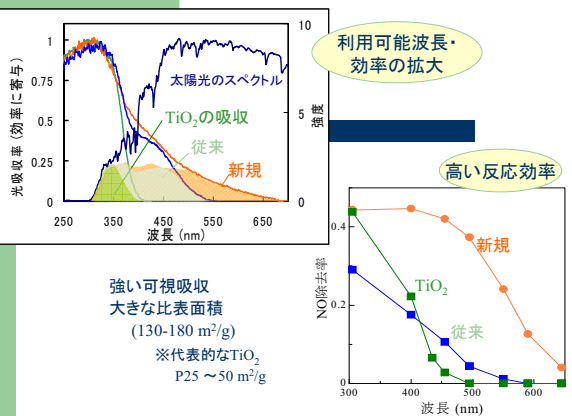 利用可能波長・
効率の拡大
光吸収率 (効率に寄与)
1
0.75
0.5
0.25
0
10
5
0
強度
太陽光のスペクトル
TiO₂の吸収
従来
新規
250
350
450
550
650
波長 (nm)
高い反応効率
NO除去率
0.4
0.2
0
新規
TiO₂
従来
300
400
500
600
波長 (nm)
強い可視吸収
大きな比表面積
(130-180 m²/g)
※代表的なTiO₂
P25 ～50 m²/g